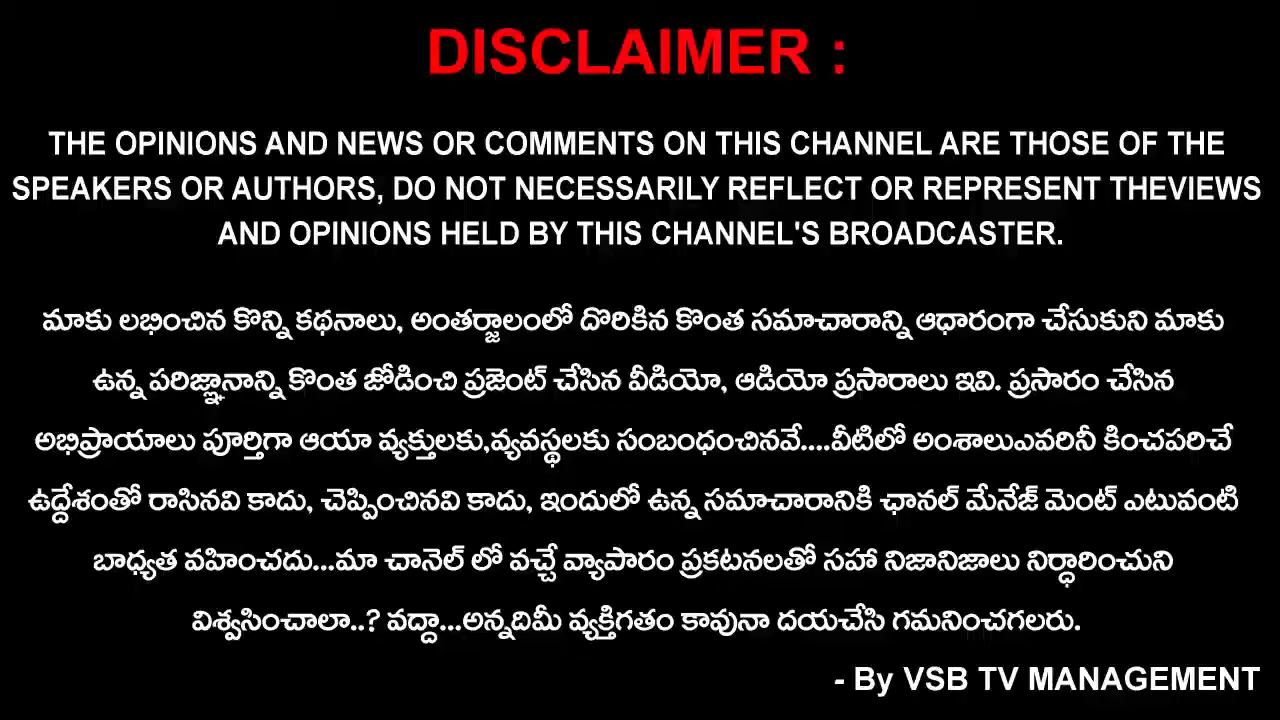 DISCLAIMER :
THE OPINIONS AND NEWS OR COMMENTS ON THIS CHANNEL ARE THOSE OF THE
SPEAKERS OR AUTHORS, DO NOT NECESSARILY REFLECT OR REPRESENT THEVIEWS
AND OPINIONS HELD BY THIS CHANNEL'S BROADCASTER.
మాకు లభించిన కొన్ని కథనాలు, అంతర్జాలంలో దొరికిన కొంత సమాచారాన్ని ఆధారంగా చేసుకుని మాకు
ఉన్న పరిజ్ఞానాన్ని కొంత జోడించి ప్రజెంట్ చేసిన వీడియో, ఆడియో ప్రసారాలు ఇవి. ప్రసారం చేసిన
అభిప్రాయాలు పూర్తిగా ఆయా వ్యక్తులకు,వ్యవస్థలకు సంబంధంచినవే....వీటిలో అంశాలుఎవరినీ కించపరిచే
ఉద్దేశంతో రాసినవి కాదు, చెప్పించినవి కాదు, ఇందులో ఉన్న సమాచారానికి ఛానల్ మేనేజ్ మెంట్ ఎటువంటి
బాధ్యత వహించదు...మా చానెల్ లో వచ్చే వ్యాపారం ప్రకటనలతో సహా నిజానిజాలు నిర్ధారించుని
విశ్వసించాలా..? వద్దా...అన్నదిమీ వ్యక్తిగతం కావునా దయచేసి గమనించగలరు.
- By VSB TV MANAGEMENT